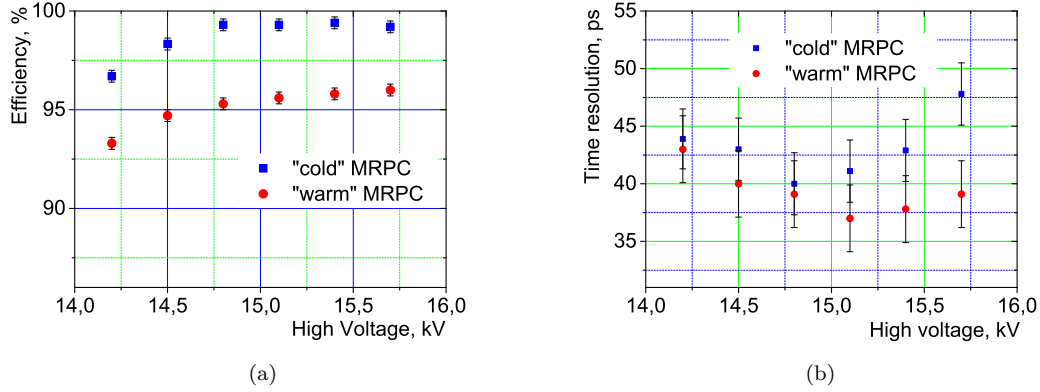 100
95
90
Efficiency, %
"cold" MRPC
"warm" MRPC
14,0 14,5 15,0 15,5 16,0
High Voltage, kV
(a)
55
50
45
40
35
Time resolution, ps
"cold" MRPC
"warm" MRPC
14,0 14,5 15,0 15,5 16,0
High voltage, kV
(b)